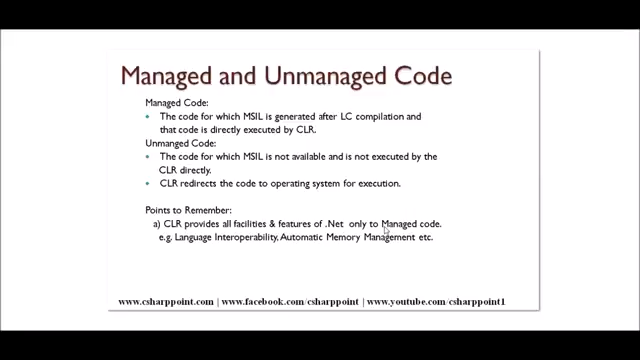 Managed and Unmanaged Code
Managed Code:
The code for which MSIL is generated after LC compilation and
that code is directly executed by CLR.
Unmanged Code:
The code for which MSIL is not available and is not executed by the
CLR directly.
CLR redirects the code to operating system for execution.
Points to Remember:
a) CLR provides all facilities & features of .Net only to Managed code.
e.g. Language Interoperability, Automatic Memory Management etc.
www.csharppoint.com | www.facebook.com/csharppoint | www.youtube.com/csharppoint1